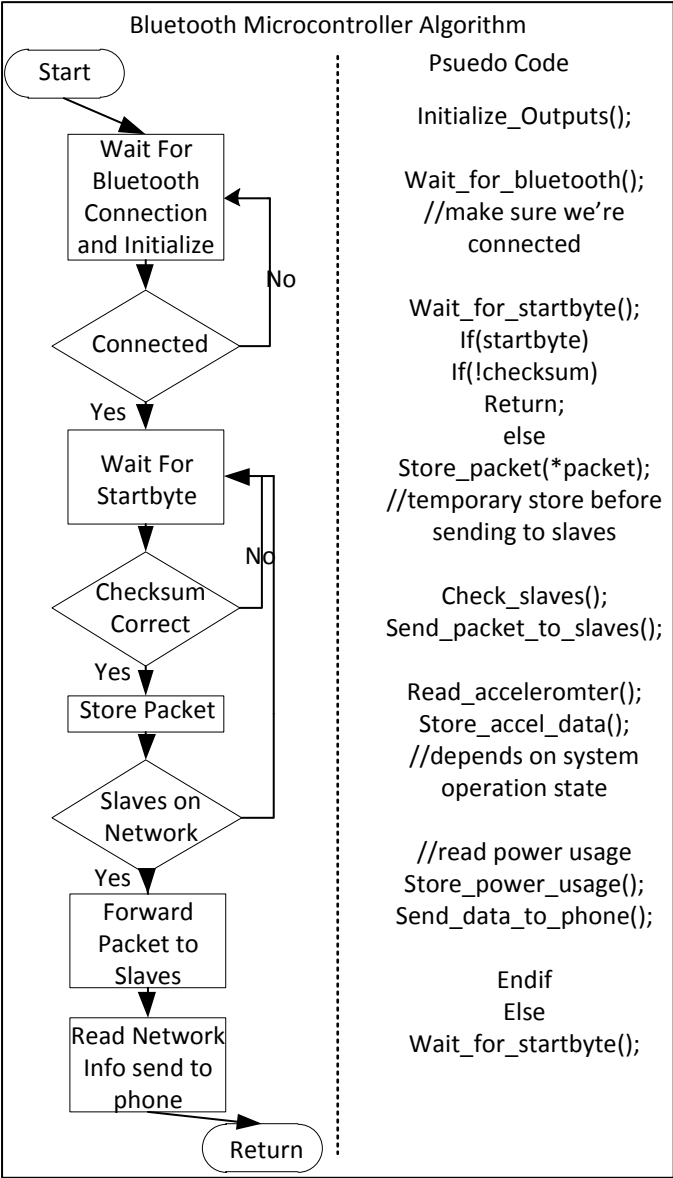 Bluetooth Microcontroller Algorithm
Start
Wait For
Bluetooth
Connection
and Initialize
No
Connected
Yes
Wait For
Startbyte
No
Checksum
Correct
Yes
Store Packet
Slaves on
Network
Yes
Forward
Packet to
Slaves
Read Network
Info send to
phone
Return
Psuedo Code
Initialize_Outputs();
Wait_for_bluetooth();
//make sure we’re
connected
Wait_for_startbyte();
If(startbyte)
If(!checksum)
Return;
else
Store_packet(*packet);
//temporary store before
sending to slaves
Check_slaves();
Send_packet_to_slaves();
Read_acceleromter();
Store_accel_data();
//depends on system
operation state
//read power usage
Store_power_usage();
Send_data_to_phone();
Endif
Else
Wait_for_startbyte();